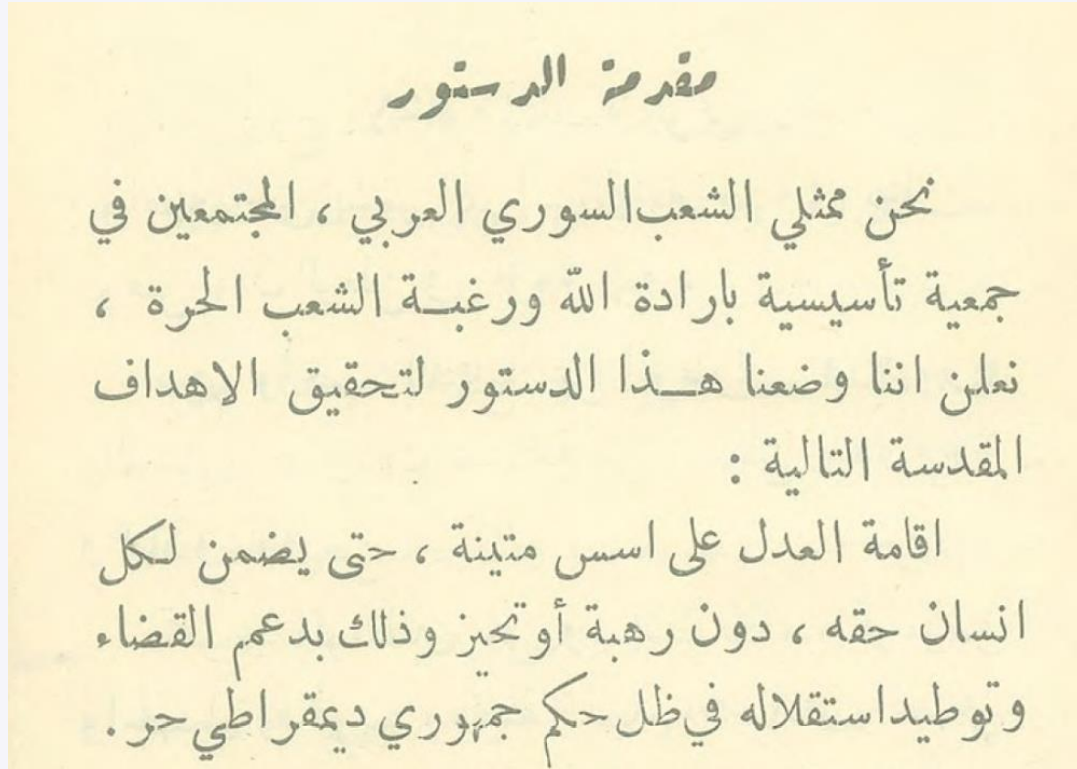 مقدمة الدستور
نحن ممثلي الشعب السوري العربي ، المجتمعين في
جمعية تأسيسية بارادة الله ورغبـة الشعب الحرة ،
نعلن اننا وضعنا هـذا الدستور لتحقيق الاهداف
المقدسة التالية :
اقامة العدل على اسس متينة ، حتى يضمن لكل
انسان حقه ، دون رهبة أو تحيز وذلك بدعم القضاء
وتوطيد استقلاله في ظل حكم جمهوري ديمقراطي حر .